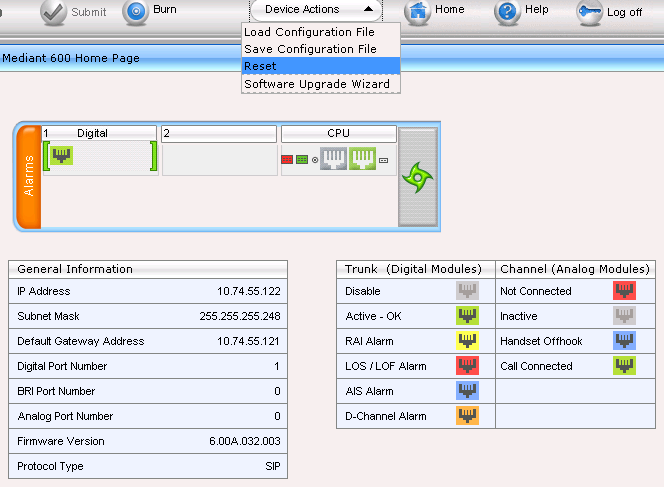 Submit
Burn
Device Actions
Home
Help
Log off
Load Configuration File
Save Configuration File
Reset
Software Upgrade Wizard
Mediant 600 Home Page
Alarms
1 Digital
2
CPU
General Information
IP Address 10.74.55.122
Subnet Mask 255.255.255.248
Default Gateway Address 10.74.55.121
Digital Port Number 1
BRI Port Number 0
Analog Port Number 0
Firmware Version 6.00A.032.003
Protocol Type SIP
Trunk (Digital Modules) Channel (Analog Modules)
Disable Not Connected
Active - OK Inactive
RAI Alarm Handset Offhook
LOS / LOF Alarm Call Connected
AIS Alarm
D-Channel Alarm